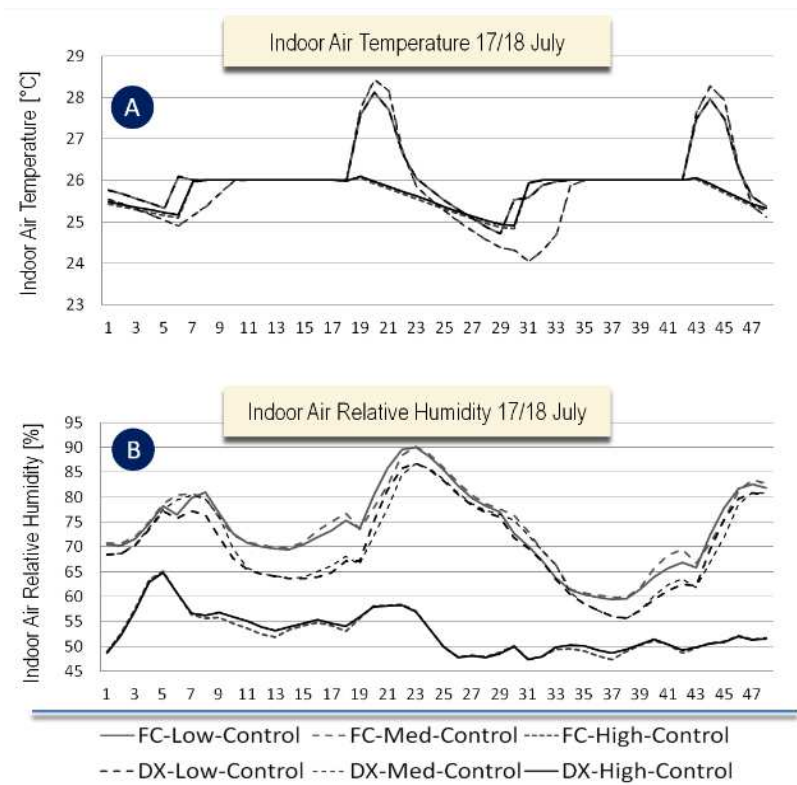 Indoor Air Temperature 17/18 July
Indoor Air Temperature [°C]
A
29
28
27
26
25
24
23
1 3 5 7 9 11 13 15 17 19 21 23 25 27 29 31 33 35 37 39 41 43 45 47
Indoor Air Relative Humidity 17/18 July
Indoor Air Relative Humidity [%]
B
95
90
85
80
75
70
65
60
55
50
45
1 3 5 7 9 11 13 15 17 19 21 23 25 27 29 31 33 35 37 39 41 43 45 47
FC-Low-Control FC-Med-Control FC-High-Control
DX-Low-Control DX-Med-Control DX-High-Control